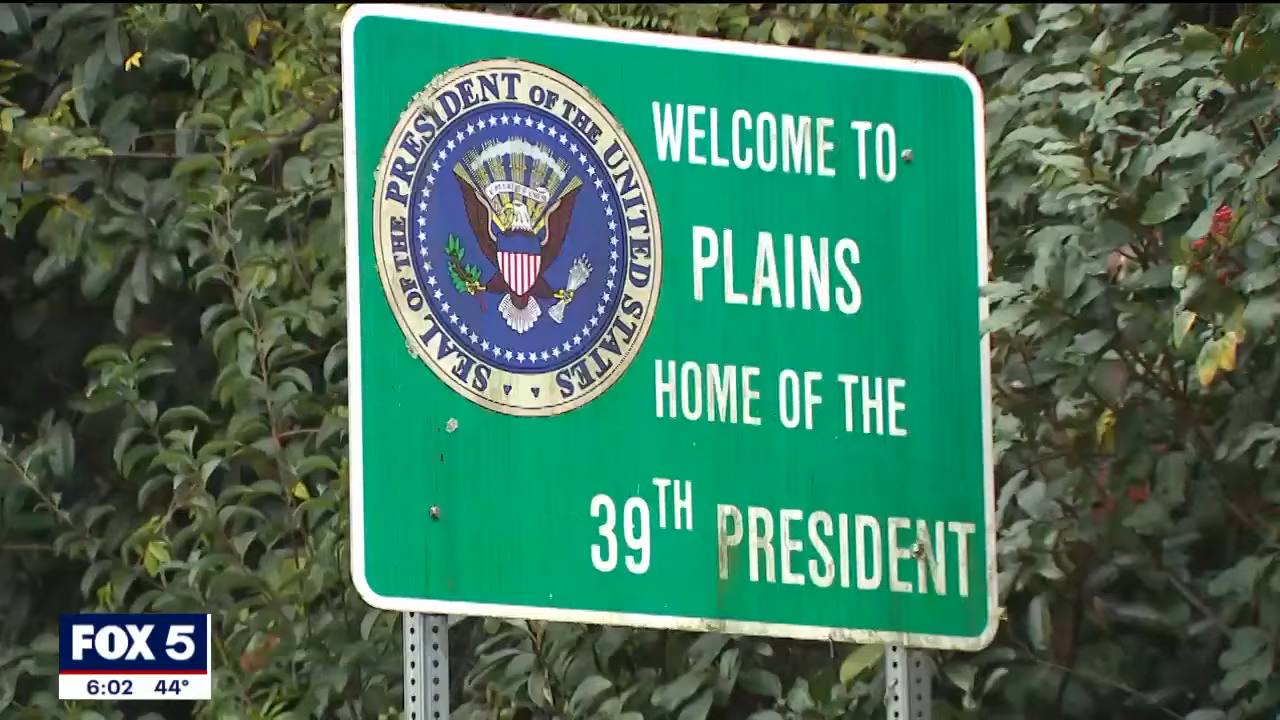 SEAL OF THE PRESIDENT OF THE UNITED STATES
WELCOME TO
PLAINS
HOME OF THE
39TH PRESIDENT
FOX 5
6:02 44°